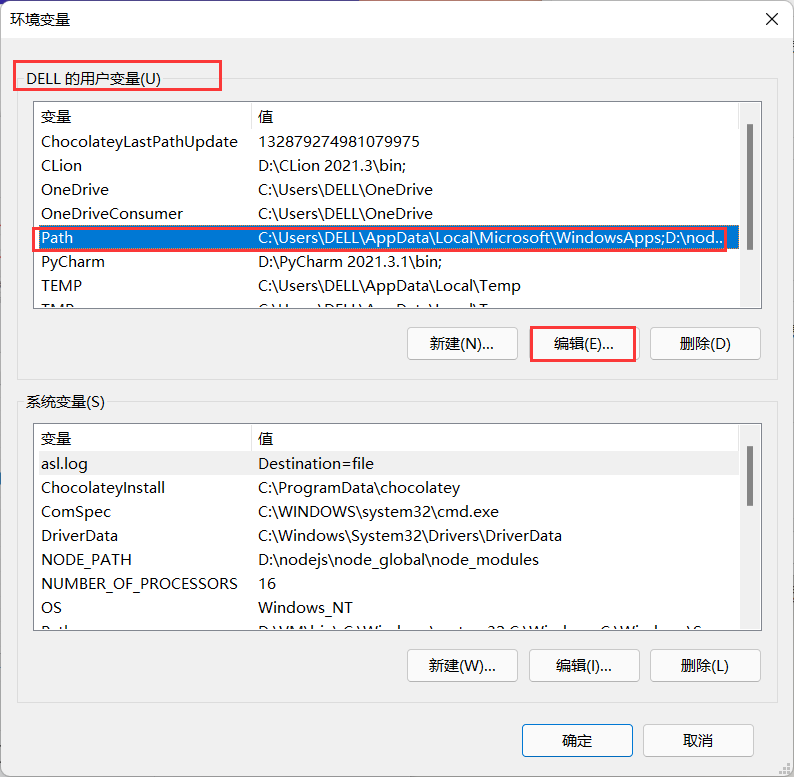 环境变量
DELL 的用户变量(U)
变量 值
ChocolateyLastPathUpdate 132879274981079975
CLion D:\CLion 2021.3\bin;
OneDrive C:\Users\DELL\OneDrive
OneDriveConsumer C:\Users\DELL\OneDrive
Path C:\Users\DELL\AppData\Local\Microsoft\WindowsApps;D:\nod...
PyCharm D:\PyCharm 2021.3.1\bin;
TEMP C:\Users\DELL\AppData\Local\Temp
新建(N)... 编辑(E)... 删除(D)
系统变量(S)
变量 值
asl.log Destination=file
ChocolateyInstall C:\ProgramData\chocolatey
ComSpec C:\WINDOWS\system32\cmd.exe
DriverData C:\Windows\System32\Drivers\DriverData
NODE_PATH D:\nodejs\node_global\node_modules
NUMBER_OF_PROCESSORS 16
OS Windows_NT
新建(W)... 编辑(I)... 删除(L)
确定 取消